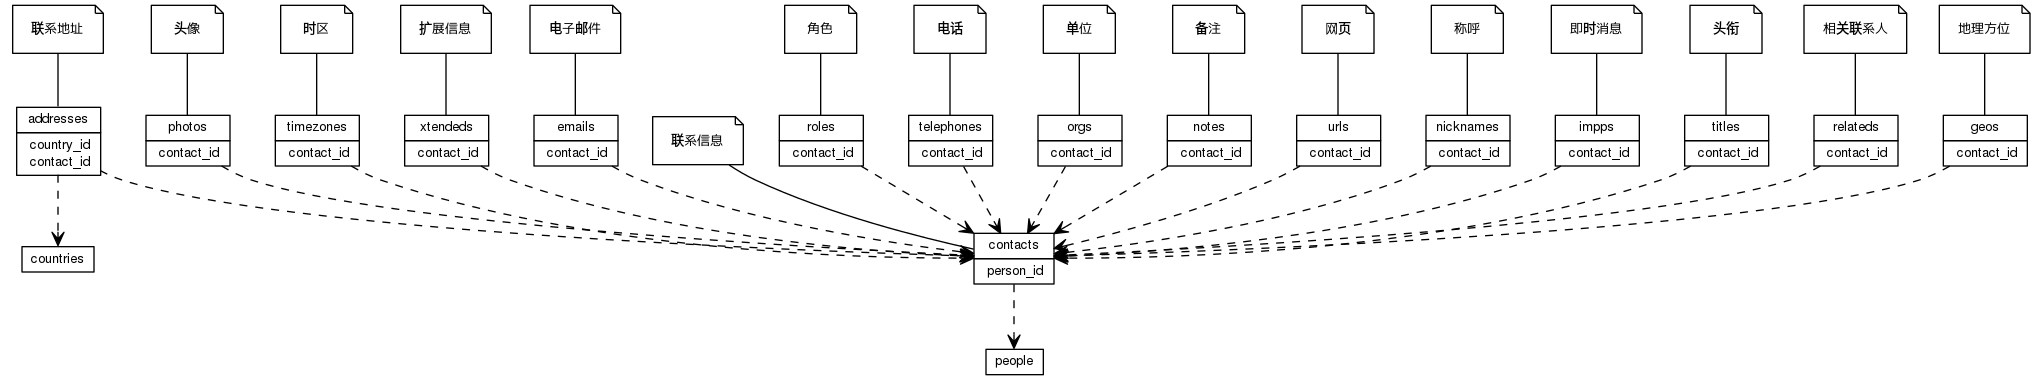 联系地址
头像
时区
扩展信息
电子邮件
角色
电话
单位
备注
网页
称呼
即时消息
头衔
相关联系人
地理方位
addresses
country_id
contact_id
photos
contact_id
timezones
contact_id
xtendeds
contact_id
emails
contact_id
联系信息
roles
contact_id
telephones
contact_id
orgs
contact_id
notes
contact_id
urls
contact_id
nicknames
contact_id
impps
contact_id
titles
contact_id
relateds
contact_id
geos
contact_id
countries
contacts
person_id
people